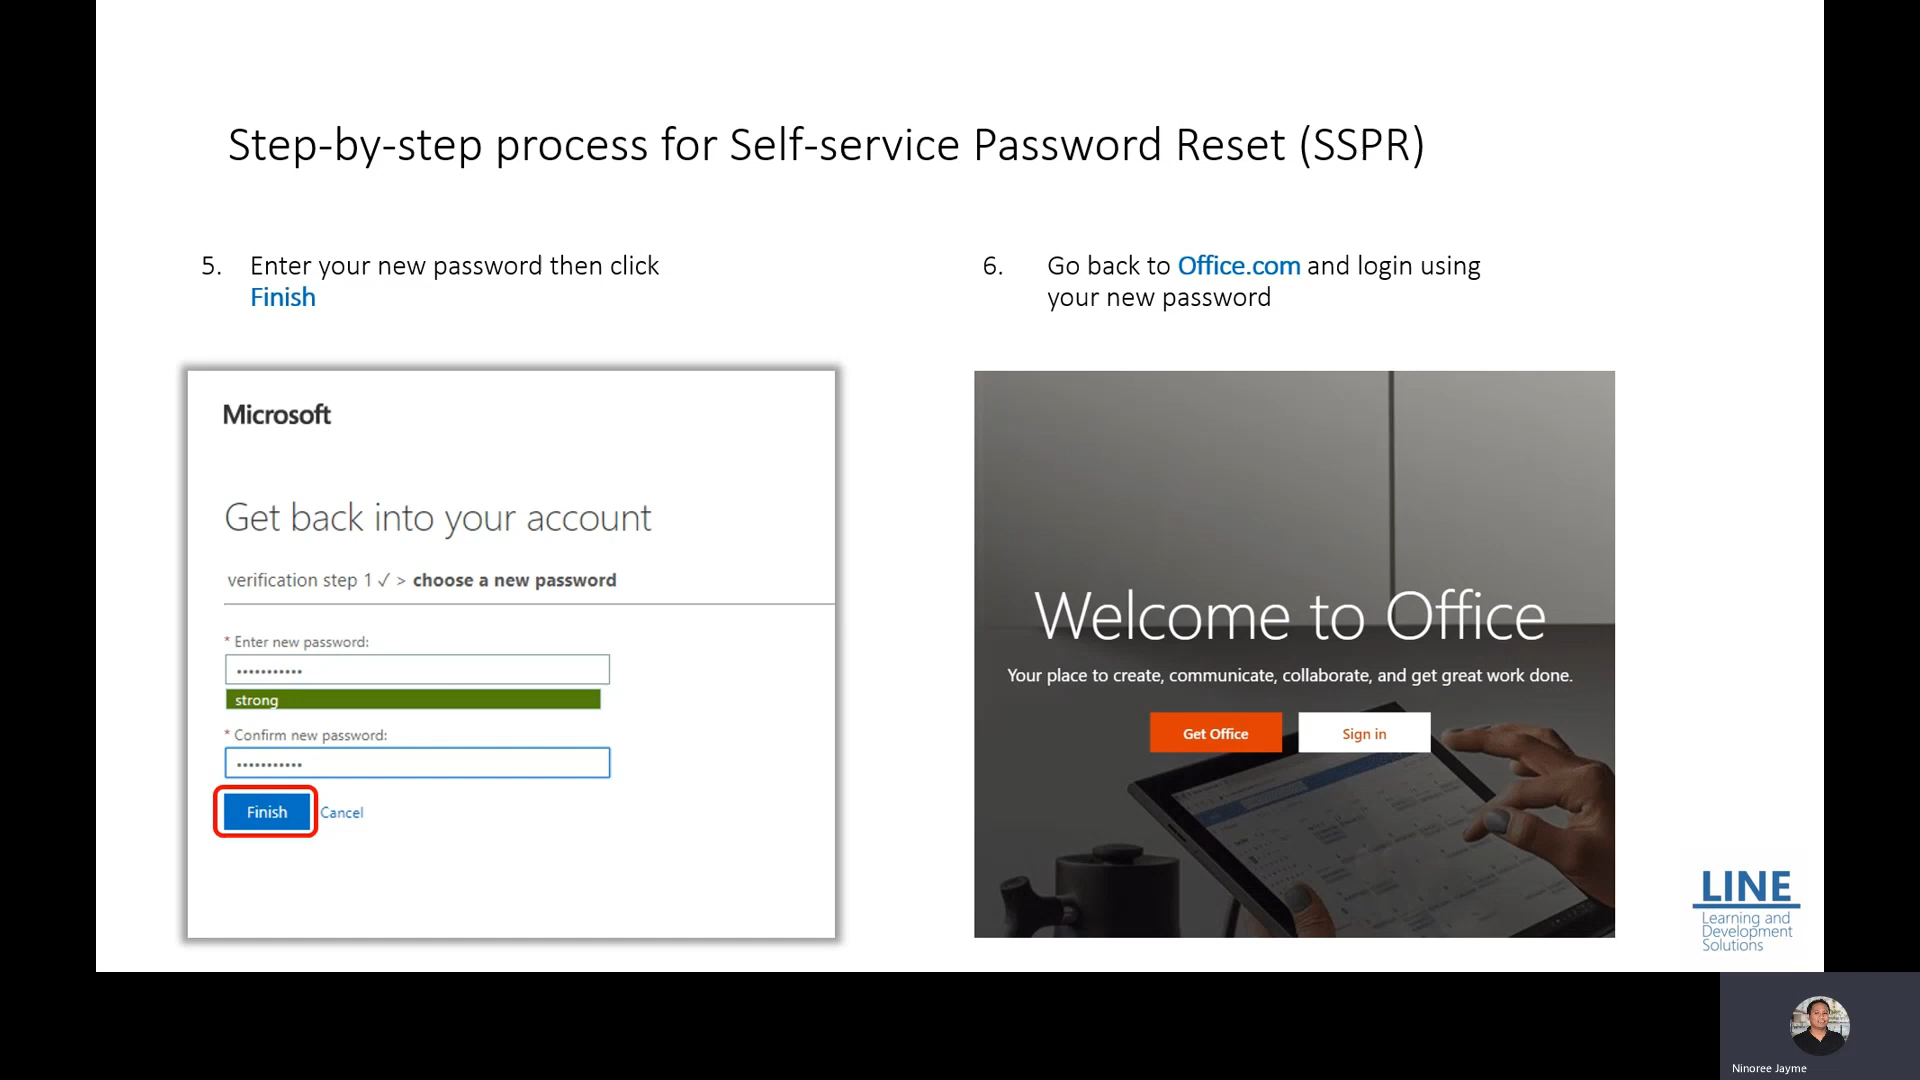 Step-by-step process for Self-service Password Reset (SSPR)
5. Enter your new password then click
Finish
6. Go back to Office.com and login using
your new password
Microsoft
Get back into your account
verification step 1 ✓ > choose a new password
* Enter new password:
•••••••••••
strong
* Confirm new password:
•••••••••••
Finish Cancel
Welcome to Office
Your place to create, communicate, collaborate, and get great work done.
Get Office Sign in
LINE
Learning and
Development
Solutions
Ninoree Jayme